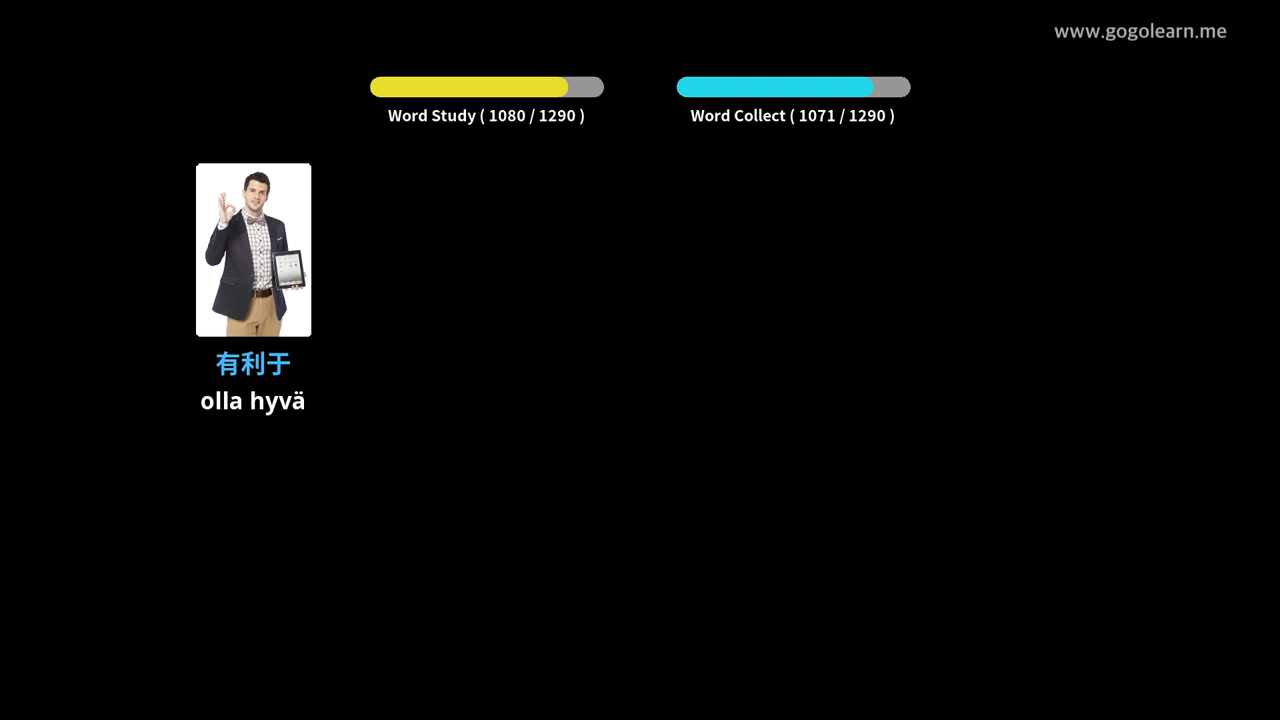 www.gogolearn.me
Word Study ( 1080 / 1290 )
Word Collect ( 1071 / 1290 )
有利于
olla hyvä